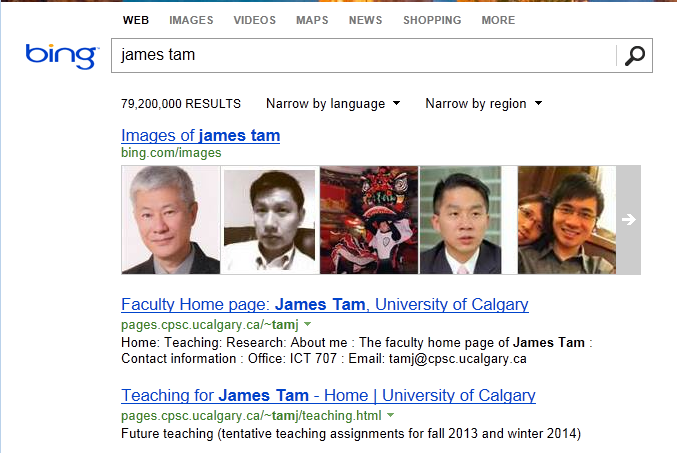 WEB IMAGES VIDEOS MAPS NEWS SHOPPING MORE
bing
james tam
79,200,000 RESULTS Narrow by language Narrow by region
Images of james tam
bing.com/images
Faculty Home page: James Tam, University of Calgary
pages.cpsc.ucalgary.ca/~tamj
Home: Teaching: Research: About me : The faculty home page of James Tam :
Contact information : Office: ICT 707 : Email: tamj@cpsc.ucalgary.ca
Teaching for James Tam - Home | University of Calgary
pages.cpsc.ucalgary.ca/~tamj/teaching.html
Future teaching (tentative teaching assignments for fall 2013 and winter 2014)